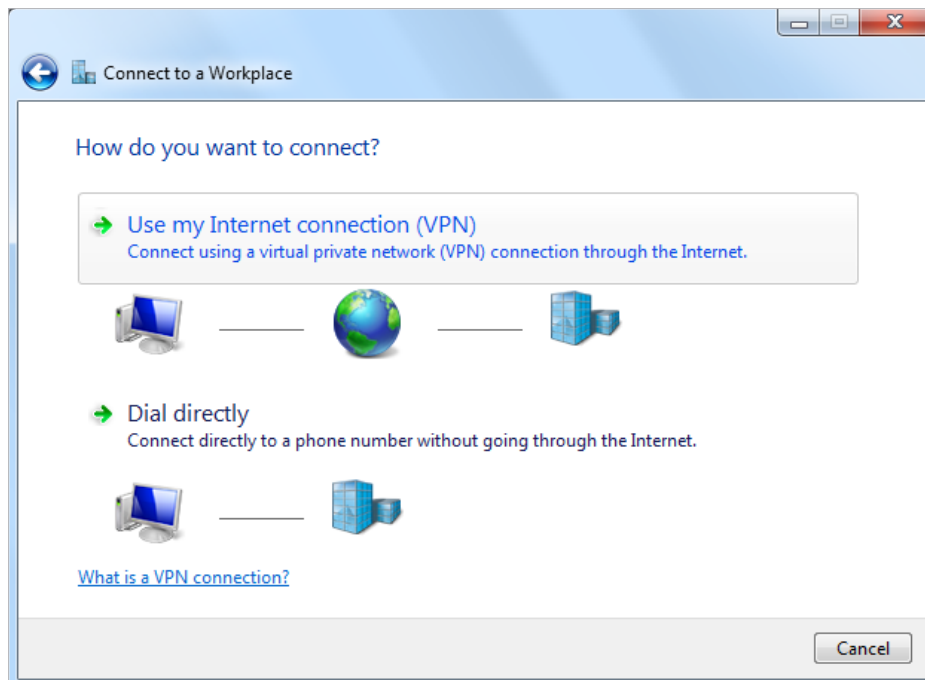 Connect to a Workplace
How do you want to connect?
Use my Internet connection (VPN)
Connect using a virtual private network (VPN) connection through the Internet.
Dial directly
Connect directly to a phone number without going through the Internet.
What is a VPN connection?
Cancel